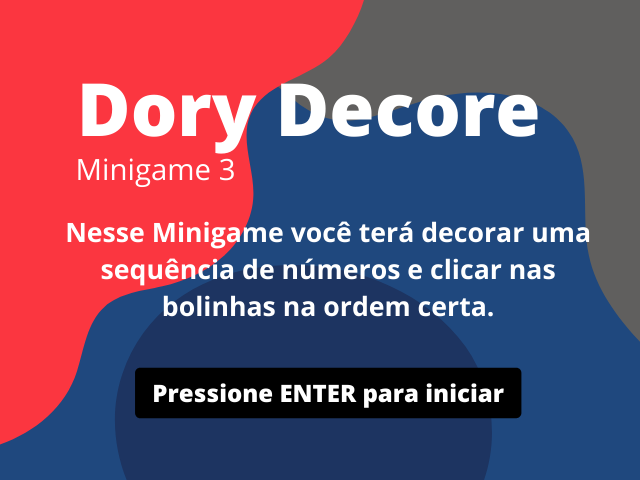 Dory Decore
Minigame 3
Nesse Minigame você terá decorar uma
sequência de números e clicar nas
bolinhas na ordem certa.
Pressione ENTER para iniciar